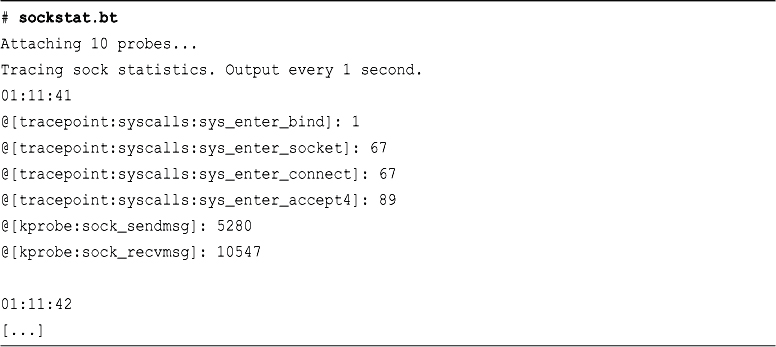 # sockstat.bt
Attaching 10 probes...
Tracing sock statistics. Output every 1 second.
01:11:41
@[tracepoint:syscalls:sys_enter_bind]: 1
@[tracepoint:syscalls:sys_enter_socket]: 67
@[tracepoint:syscalls:sys_enter_connect]: 67
@[tracepoint:syscalls:sys_enter_accept4]: 89
@[kprobe:sock_sendmsg]: 5280
@[kprobe:sock_recvmsg]: 10547
01:11:42
[...]